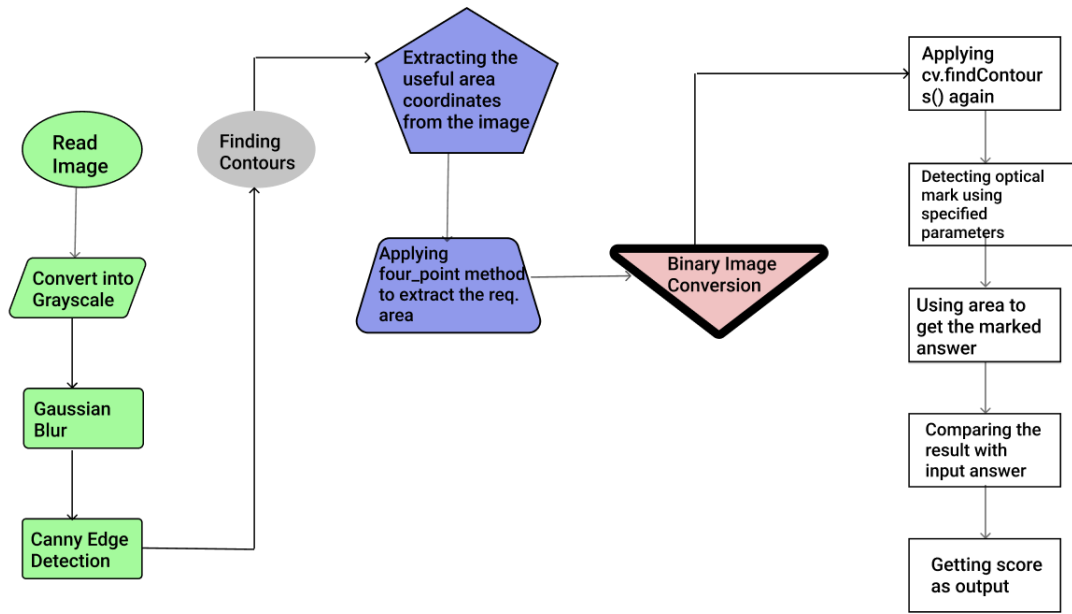 Read
Image
Convert into
Grayscale
Gaussian
Blur
Canny Edge
Detection
Finding
Contours
Extracting the
useful area
coordinates
from the image
Applying
four_point method
to extract the req.
area
Binary Image
Conversion
Applying
cv.findContour
s() again
Detecting optical
mark using
specified
parameters
Using area to
get the marked
answer
Comparing the
result with
input answer
Getting score
as output